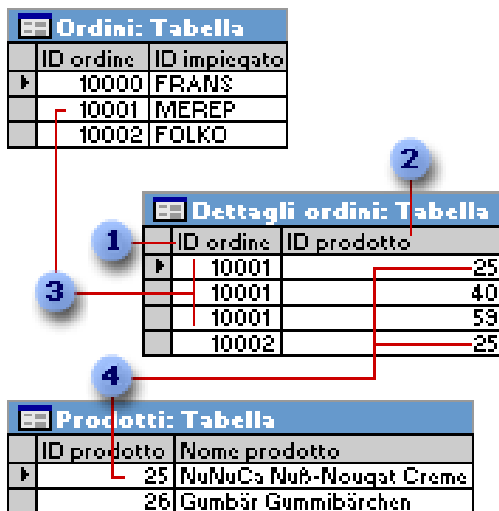 Ordini: Tabella
ID ordine ID impiegato
10000 FRANS
10001 MEREP
10002 FOLKO
2
Dettagli ordini: Tabella
1
ID ordine ID prodotto
10001 25
3
10001 40
10001 59
10002 25
4
Prodotti: Tabella
ID prodotto Nome prodotto
25 NuNuCa Nuß-Nougat Creme
26 Gumbär Gummibärchen